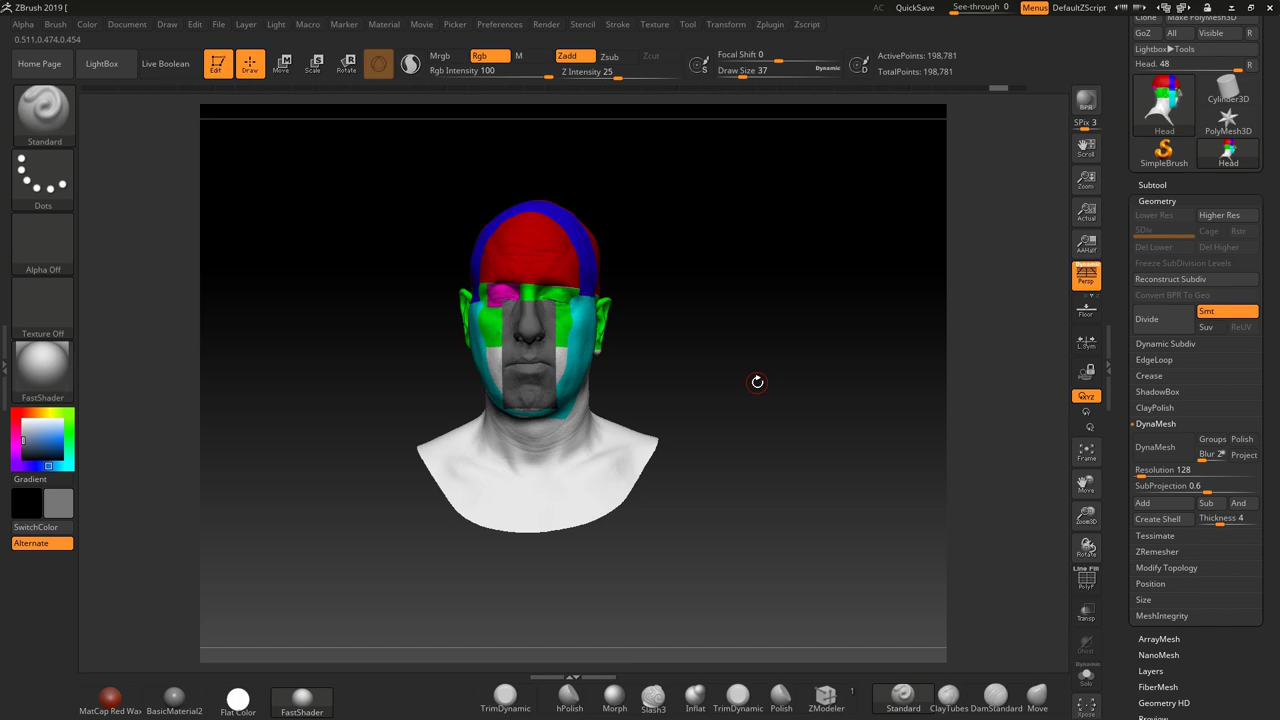 ZBrush 2019 [
AC QuickSave See-through 0 Menus DefaultZScript
Alpha Brush Color Document Draw Edit File Layer Light Macro Marker Material Movie Picker Preferences Render Stencil Stroke Texture Tool Transform Zplugin Zscript
0.511,0.474,0.454
Home Page LightBox Live Boolean Edit Draw Move Scale Rotate
Mrgb Rgb M Zadd Zsub Zcut
Rgb Intensity 100 Z Intensity 25
Focal Shift 0
Draw Size 37 Dynamic
S D
ActivePoints: 198,781
TotalPoints: 198,781
Standard
Dots
Alpha Off
Texture Off
FastShader
Gradient
SwitchColor
Alternate
BPR
SPix 3
Scroll
Zoom
Actual
AAHalf
Dynamic
Persp
Floor
L.Sym
XYZ
Frame
Move
Zoom3D
Rotate
Line Fill
PolyF
Transp
Ghost
Dynamic
Solo
Xpose
Clone Make PolyMesh3D
GoZ All Visible R
Lightbox▶Tools
Head. 48 R
Head Cylinder3D
PolyMesh3D
SimpleBrush Head
Subtool
Geometry
Lower Res Higher Res
SDiv Cage Rstr
Del Lower Del Higher
Freeze SubDivision Levels
Reconstruct Subdiv
Convert BPR To Geo
Divide Smt
Suv ReUV
Dynamic Subdiv
EdgeLoop
Crease
ShadowBox
ClayPolish
DynaMesh
DynaMesh Groups Polish
Blur 2 Project
Resolution 128
SubProjection 0.6
Add Sub And
Create Shell Thickness 4
Tessimate
ZRemesher
Modify Topology
Position
Size
MeshIntegrity
ArrayMesh
NanoMesh
Layers
FiberMesh
Geometry HD
Preview
MatCap Red Wax BasicMaterial2 Flat Color FastShader
TrimDynamic hPolish Morph Slash3 Inflat TrimDynamic Polish ZModeler 1 Standard ClayTubes DamStandard Move